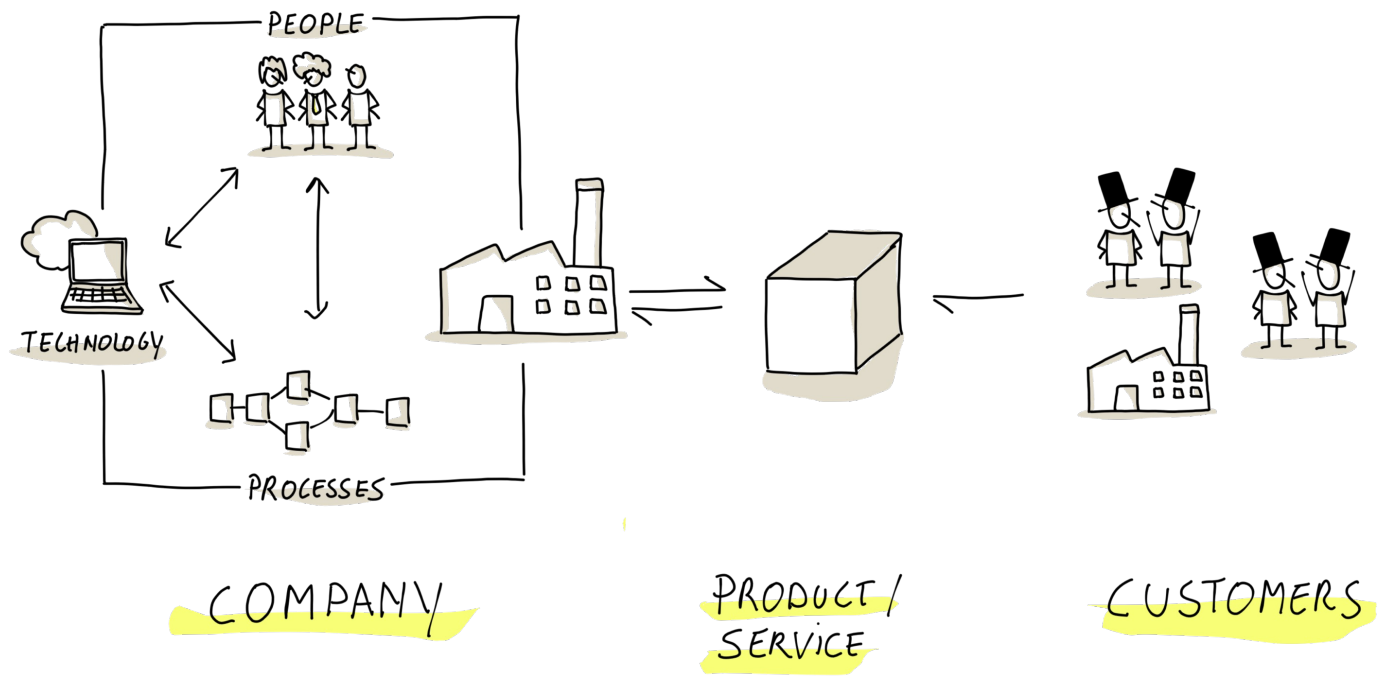 PEOPLE
TECHNOLOGY
PROCESSES
COMPANY
PRODUCT/
SERVICE
CUSTOMERS